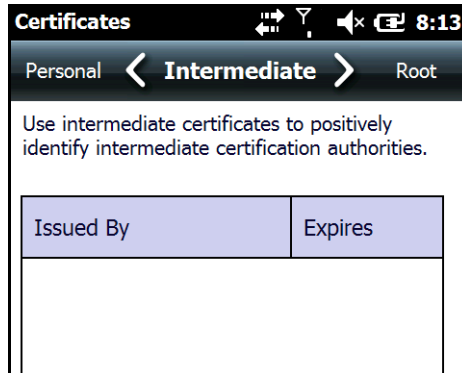 Certificates 8:13
Personal Intermediate Root
Use intermediate certificates to positively
identify intermediate certification authorities.
Issued By Expires